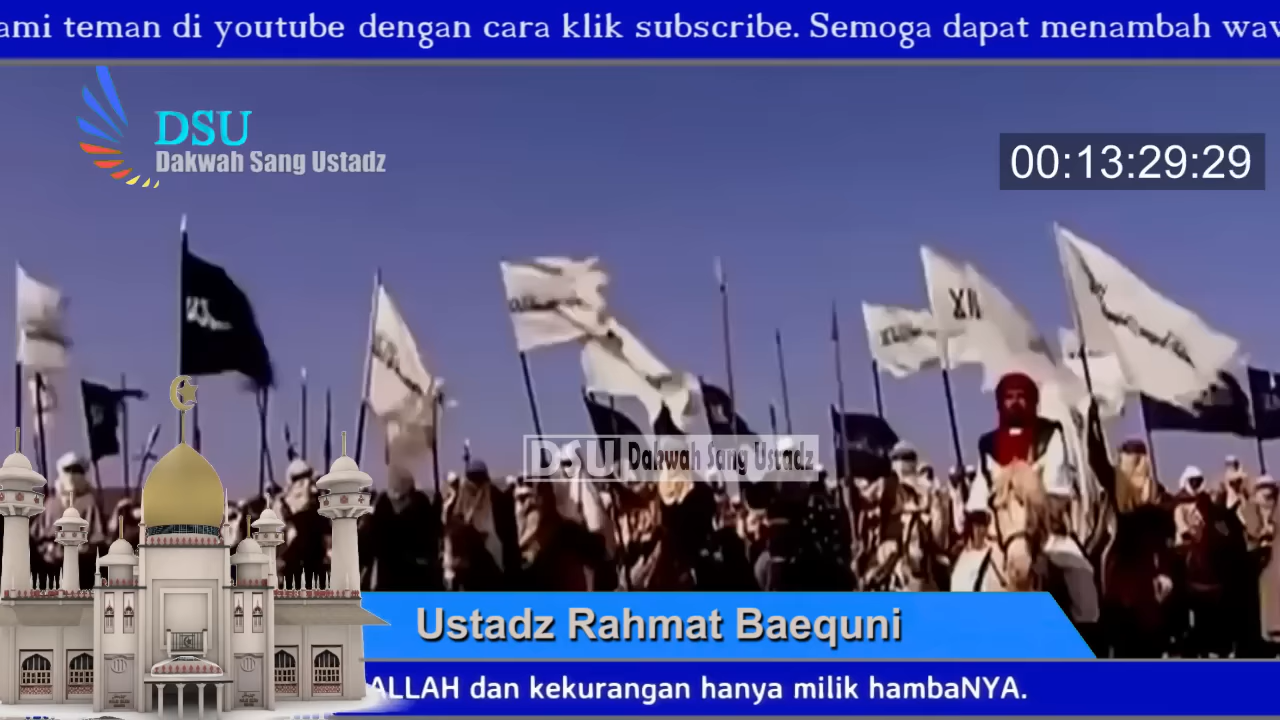 ami teman di youtube dengan cara klik subscribe. Semoga dapat menambah waw
DSU
Dakwah Sang Ustadz
00:13:29:29
DSU Dakwah Sang Ustadz
Ustadz Rahmat Baequni
ALLAH dan kekurangan hanya milik hambaNYA.